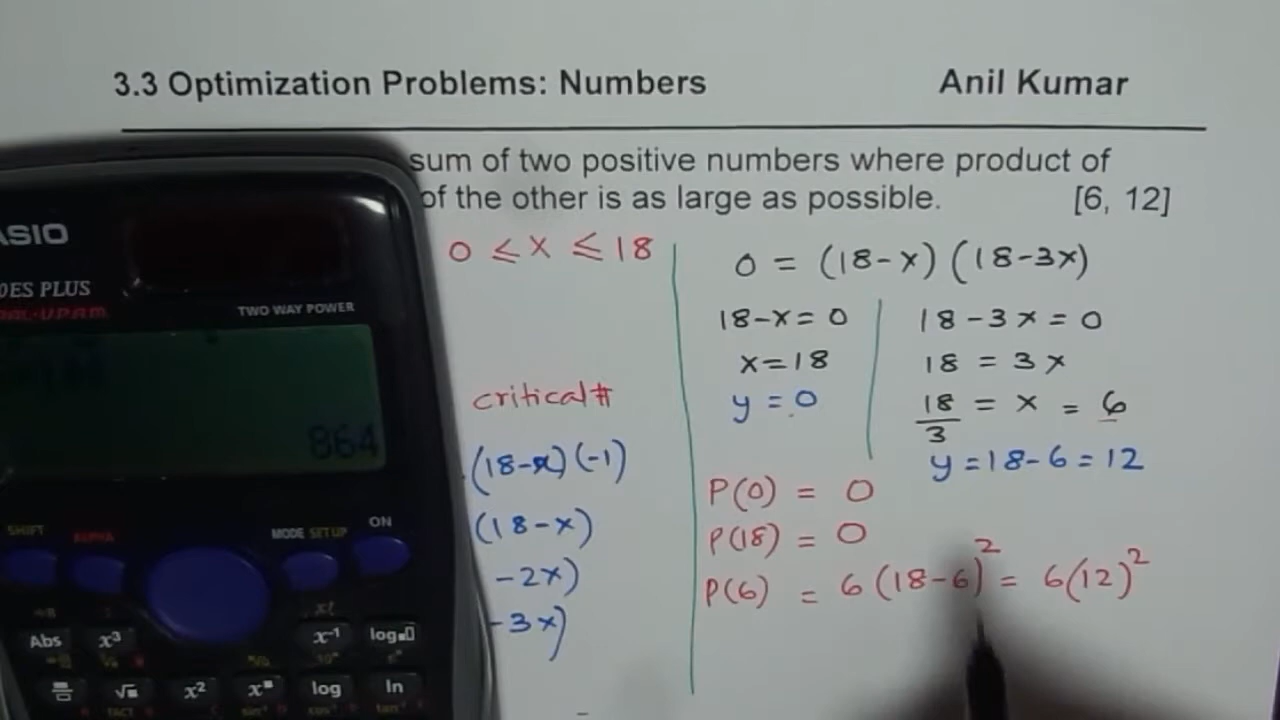 3.3 Optimization Problems: Numbers Anil Kumar
sum of two positive numbers where product of
of the other is as large as possible. [6, 12]
0 ≤ x ≤ 18
critical #
(18-x)(-1)
(18-x)
-2x)
-3x)
0 = (18-x)(18-3x)
18-x=0
x=18
y=0
18-3x=0
18 = 3x
18/3 = x = 6
y=18-6=12
P(0) = 0
P(18) = 0
P(6) = 6(18-6)² = 6(12)²
ASIO
0ES PLUS
TWO WAY POWER
864
SHIFT
ALPHA
MODE SETUP
ON
Abs x³ x⁻¹ log
x² log ln